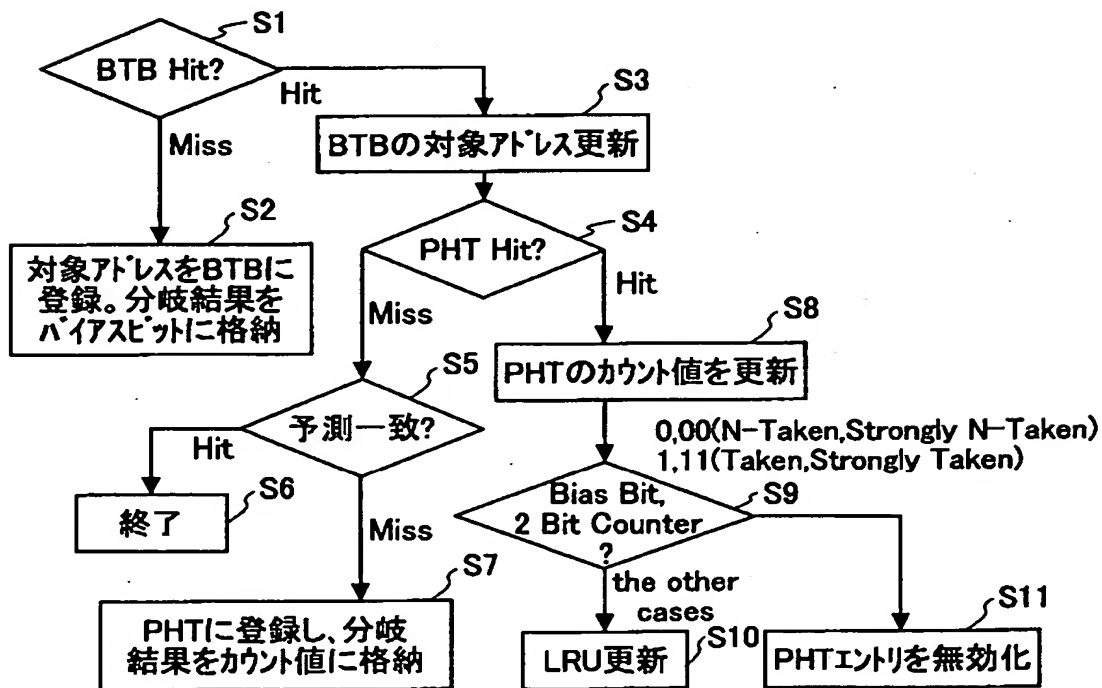 S1
BTB Hit?
Hit
Miss
S3
BTBの対象アドレス更新
S2
対象アドレスをBTBに
登録。分岐結果を
バイアスビットに格納
S4
PHT Hit?
Miss
Hit
S8
PHTのカウント値を更新
S5
予測一致?
Hit
Miss
S6
終了
S7
PHTに登録し、分岐
結果をカウント値に格納
0,00(N-Taken,Strongly N-Taken)
1,11(Taken,Strongly Taken)
S9
Bias Bit,
2 Bit Counter
?
the other
cases
S10
LRU更新
S11
PHTエントリを無効化